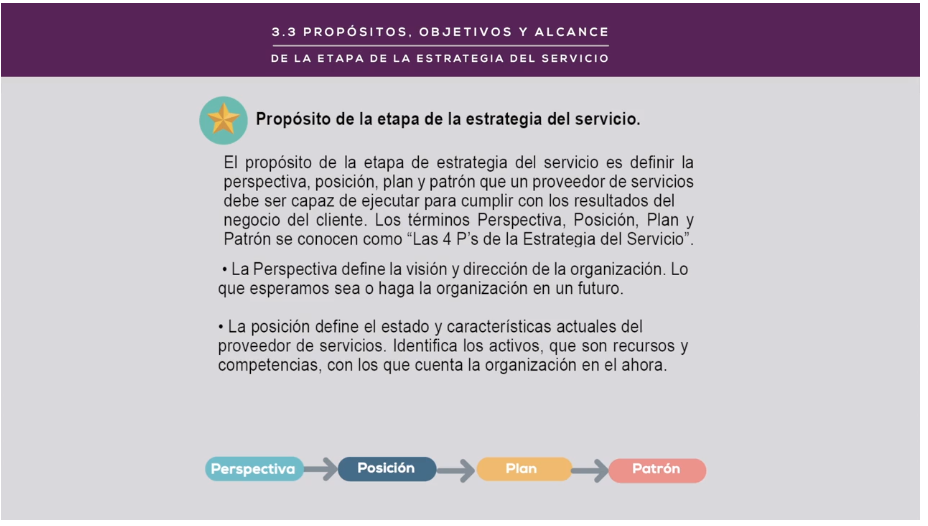 3.3 PROPÓSITOS, OBJETIVOS Y ALCANCE
DE LA ETAPA DE LA ESTRATEGIA DEL SERVICIO
Propósito de la etapa de la estrategia del servicio.
El propósito de la etapa de estrategia del servicio es definir la
perspectiva, posición, plan y patrón que un proveedor de servicios
debe ser capaz de ejecutar para cumplir con los resultados del
negocio del cliente. Los términos Perspectiva, Posición, Plan y
Patrón se conocen como “Las 4 P’s de la Estrategia del Servicio”.
• La Perspectiva define la visión y dirección de la organización. Lo
que esperamos sea o haga la organización en un futuro.
• La posición define el estado y características actuales del
proveedor de servicios. Identifica los activos, que son recursos y
competencias, con los que cuenta la organización en el ahora.
Perspectiva Posición Plan Patrón